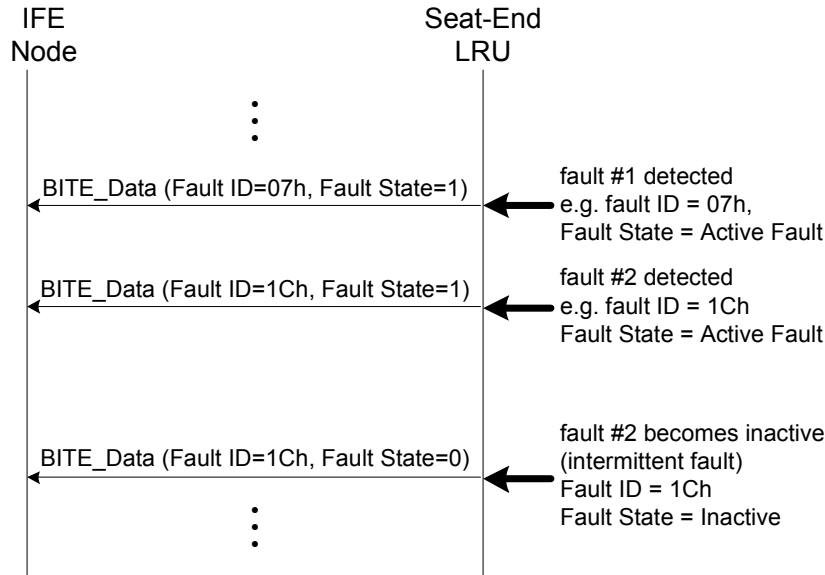 IFE
Node
Seat-End
LRU
BITE_Data (Fault ID=07h, Fault State=1)
fault #1 detected
e.g. fault ID = 07h,
Fault State = Active Fault
BITE_Data (Fault ID=1Ch, Fault State=1)
fault #2 detected
e.g. fault ID = 1Ch
Fault State = Active Fault
BITE_Data (Fault ID=1Ch, Fault State=0)
fault #2 becomes inactive
(intermittent fault)
Fault ID = 1Ch
Fault State = Inactive